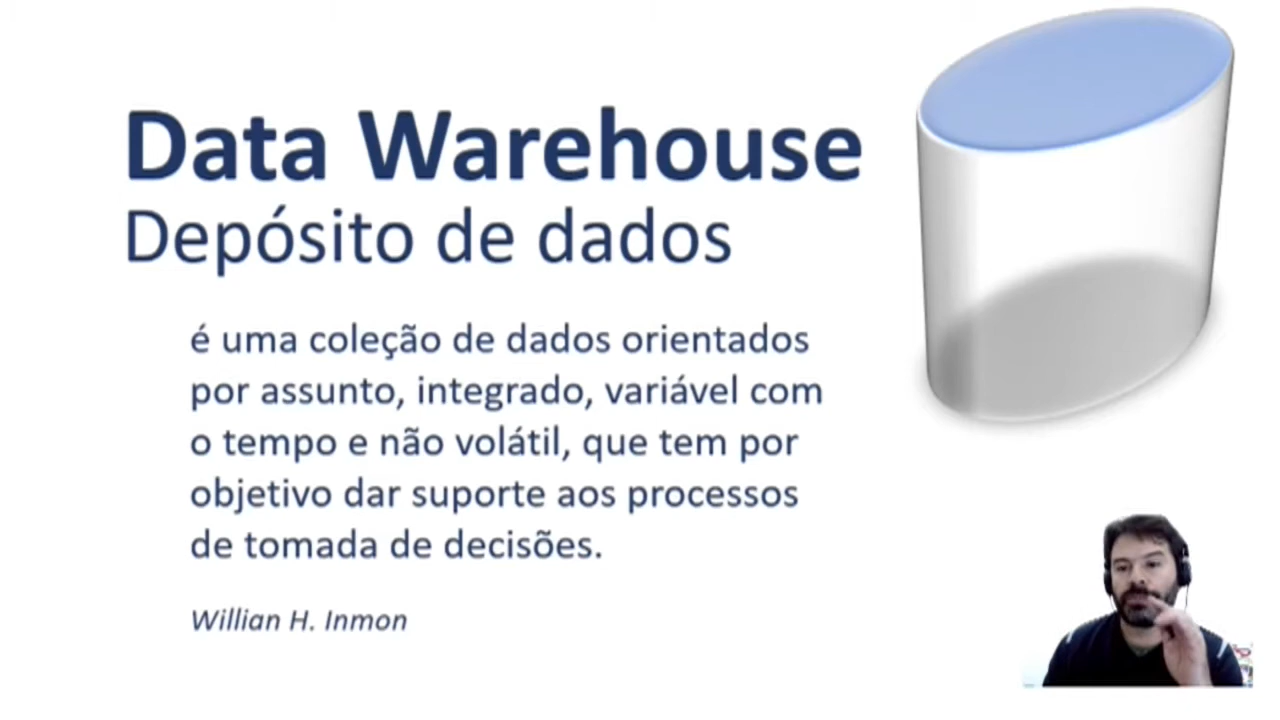 Data Warehouse
Depósito de dados
é uma coleção de dados orientados
por assunto, integrado, variável com
o tempo e não volátil, que tem por
objetivo dar suporte aos processos
de tomada de decisões.
Willian H. Inmon